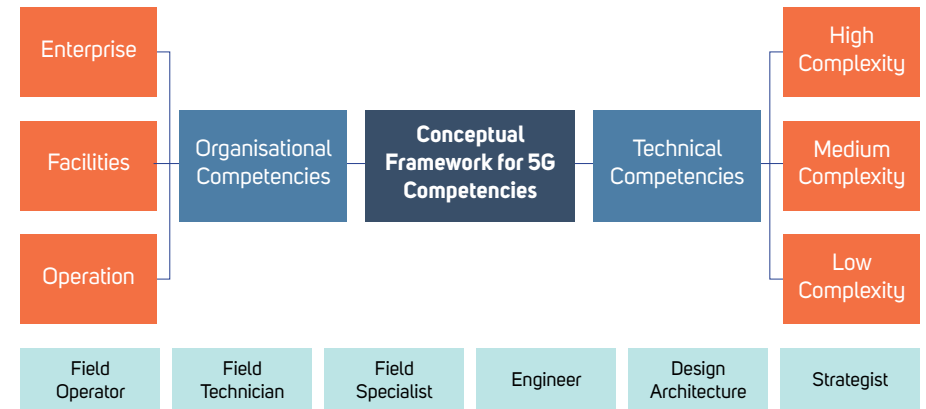 Enterprise
Facilities
Operation
Organisational
Competencies
Conceptual
Framework for 5G
Competencies
Technical
Competencies
High
Complexity
Medium
Complexity
Low
Complexity
Field
Operator
Field
Technician
Field
Specialist
Engineer
Design
Architecture
Strategist